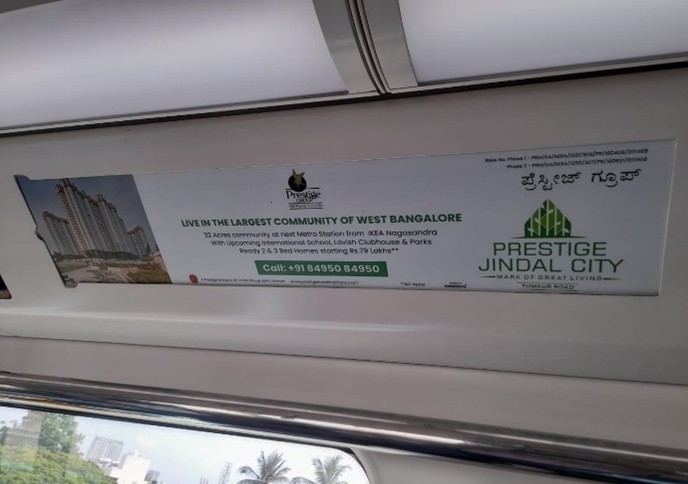 Prestige
GROUP
LIVE IN THE LARGEST COMMUNITY OF WEST BANGALORE
32 Acres community at next Metro Station from IKEA Nagasandra
With Upcoming International School, Lavish Clubhouse & Parks
Ready 2 & 3 Bed Homes starting Rs.79 Lakhs**
Call: +91 84950 84950
ಪ್ರೆಸ್ಟೀಜ್ ಗ್ರೂಪ್
PRESTIGE
JINDAL CITY
MARK OF GREAT LIVING
TUMKUR ROAD